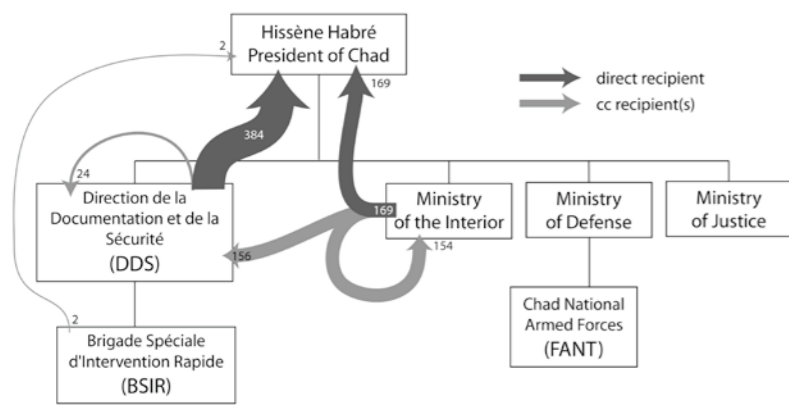 Hissène Habré
President of Chad
2
169
direct recipient
cc recipient(s)
384
24
Direction de la
Documentation et de la
Sécurité
(DDS)
169
Ministry
of the Interior
Ministry
of Defense
Ministry
of Justice
156
154
2
Brigade Spéciale
d'Intervention Rapide
(BSIR)
Chad National
Armed Forces
(FANT)